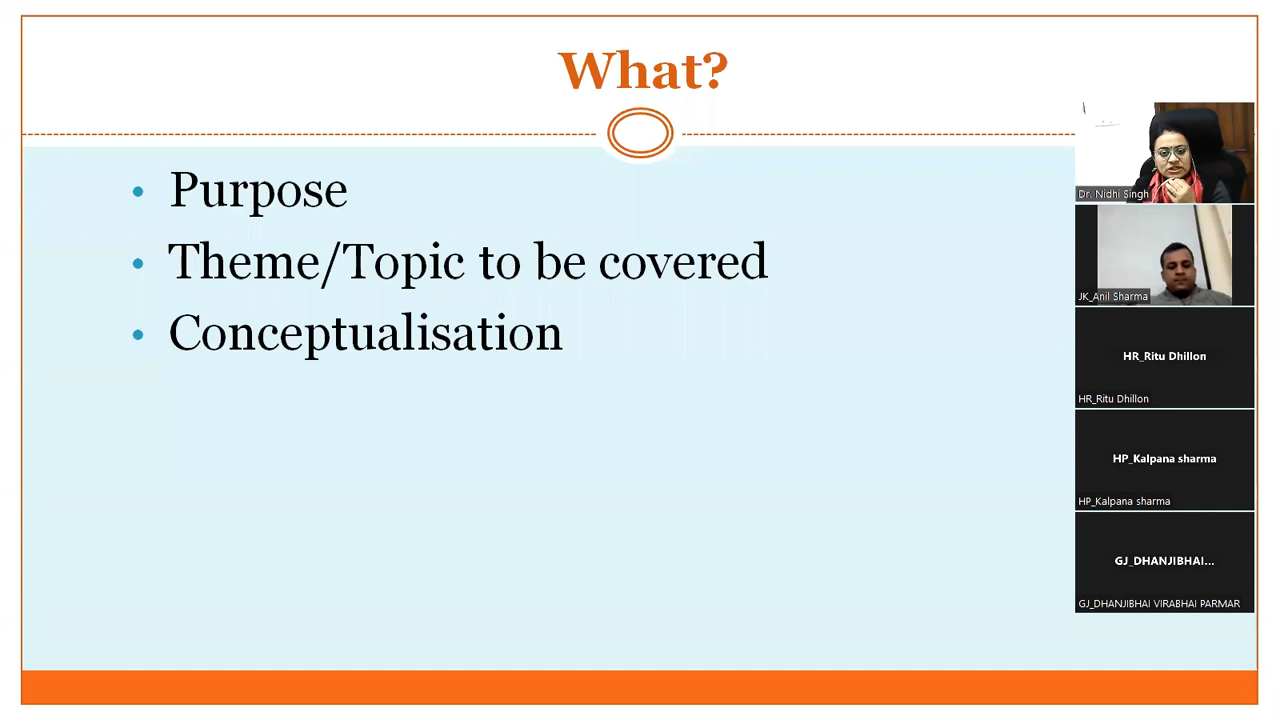 What?
• Purpose
• Theme/Topic to be covered
• Conceptualisation
Dr. Nidhi Singh
JK_Anil Sharma
HR_Ritu Dhillon
HR_Ritu Dhillon
HP_Kalpana sharma
HP_Kalpana sharma
GJ_DHANJIBHAI...
GJ_DHANJIBHAI VIRABHAI PARMAR